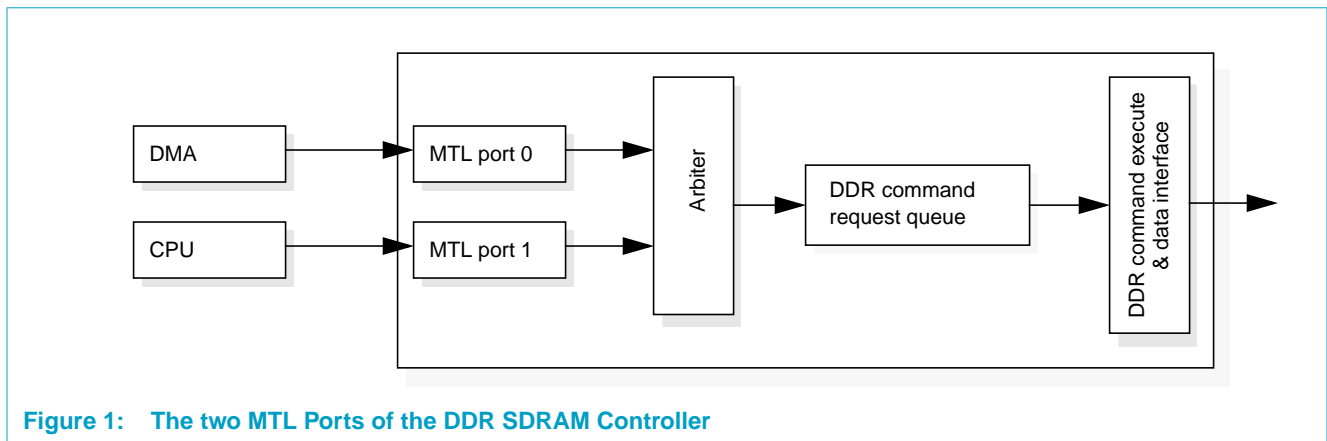 DMA
MTL port 0
CPU
MTL port 1
Arbiter
DDR command
request queue
DDR command execute
& data interface
Figure 1: The two MTL Ports of the DDR SDRAM Controller